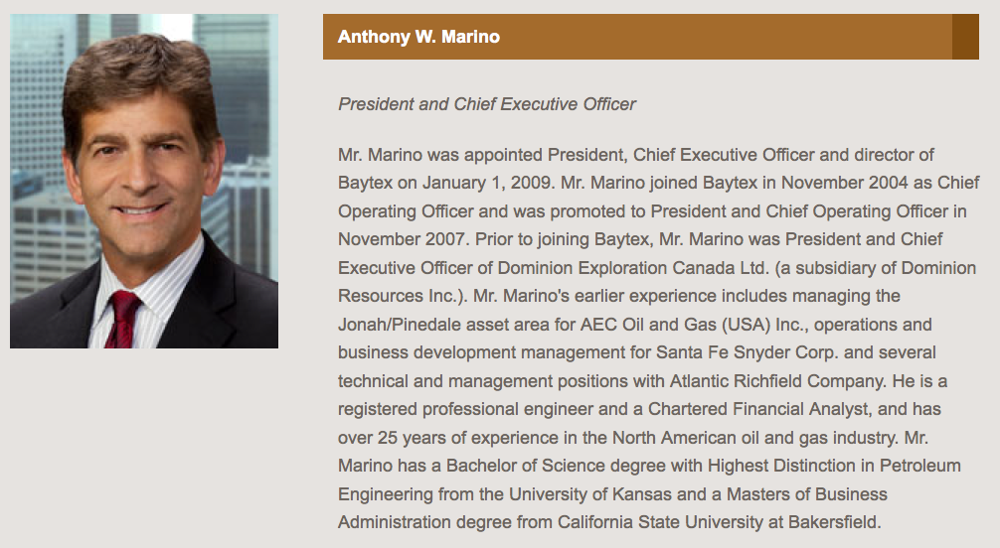 Anthony W. Marino
President and Chief Executive Officer
Mr. Marino was appointed President, Chief Executive Officer and director of
Baytex on January 1, 2009. Mr. Marino joined Baytex in November 2004 as Chief
Operating Officer and was promoted to President and Chief Operating Officer in
November 2007. Prior to joining Baytex, Mr. Marino was President and Chief
Executive Officer of Dominion Exploration Canada Ltd. (a subsidiary of Dominion
Resources Inc.). Mr. Marino's earlier experience includes managing the
Jonah/Pinedale asset area for AEC Oil and Gas (USA) Inc., operations and
business development management for Santa Fe Snyder Corp. and several
technical and management positions with Atlantic Richfield Company. He is a
registered professional engineer and a Chartered Financial Analyst, and has
over 25 years of experience in the North American oil and gas industry. Mr.
Marino has a Bachelor of Science degree with Highest Distinction in Petroleum
Engineering from the University of Kansas and a Masters of Business
Administration degree from California State University at Bakersfield.